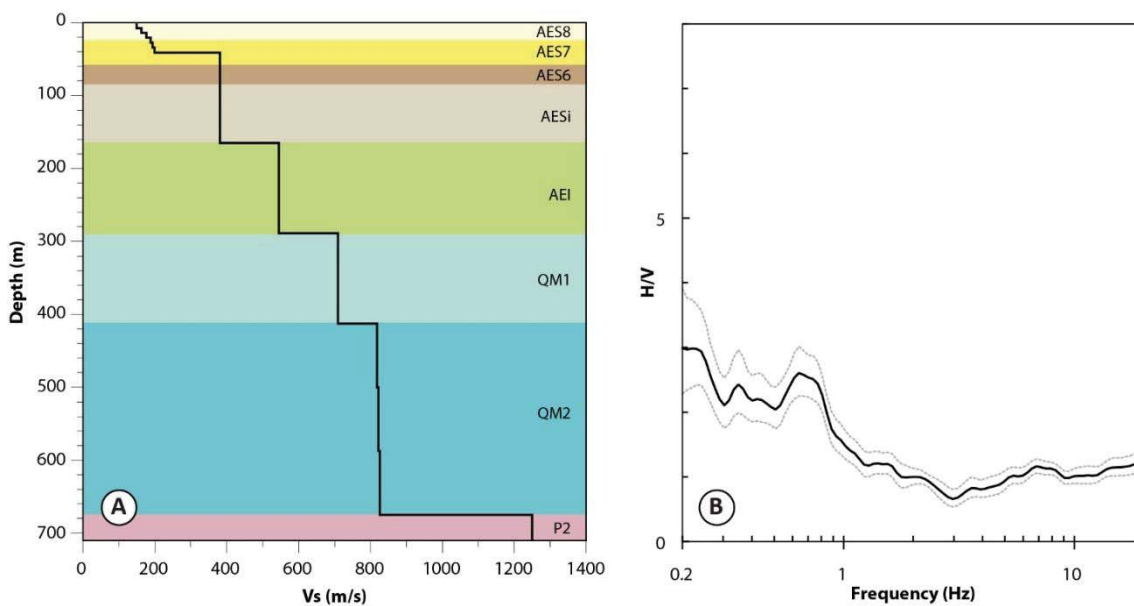 0
100
200
300
400
500
600
700
Depth (m)
AES8
AES7
AES6
AESi
AEI
QM1
QM2
P2
A
0 200 400 600 800 1000 1200 1400
Vs (m/s)
5
0
H/V
B
0.2 1 10
Frequency (Hz)